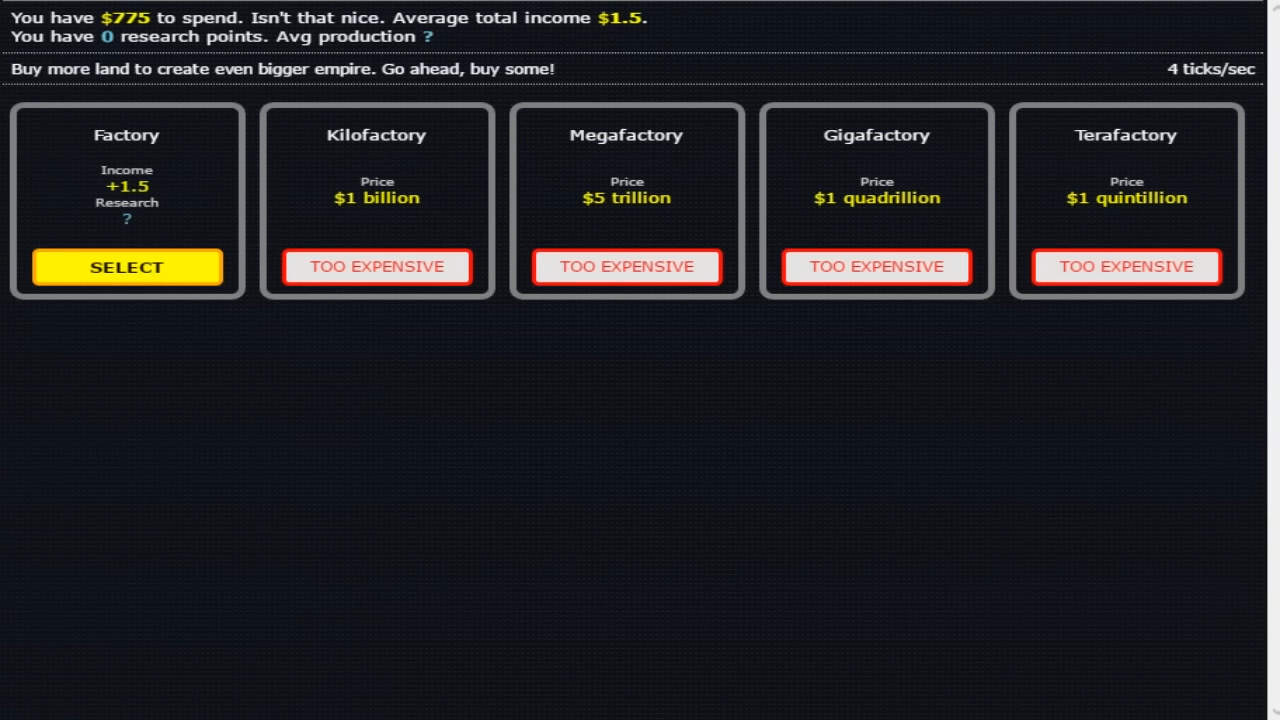 You have $775 to spend. Isn't that nice. Average total income $1.5.
You have 0 research points. Avg production ?
Buy more land to create even bigger empire. Go ahead, buy some!
4 ticks/sec
Factory
Income
+1.5
Research
?
SELECT
Kilofactory
Price
$1 billion
TOO EXPENSIVE
Megafactory
Price
$5 trillion
TOO EXPENSIVE
Gigafactory
Price
$1 quadrillion
TOO EXPENSIVE
Terafactory
Price
$1 quintillion
TOO EXPENSIVE